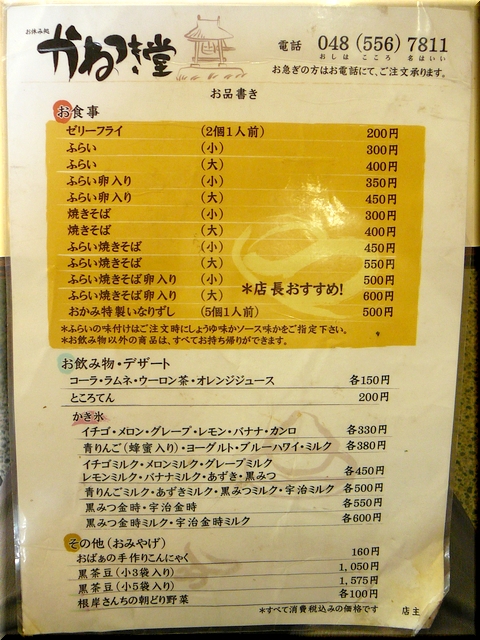 お休み処
かねつき堂
電話 048 (556) 7811
おしは こころ 名はいい
お急ぎの方はお電話にて、ご注文承ります。
お品書き
お食事
ゼリーフライ (2個1人前) 200円
ふらい (小) 300円
ふらい (大) 400円
ふらい卵入り (小) 350円
ふらい卵入り (大) 450円
焼きそば (小) 300円
焼きそば (大) 400円
ふらい焼きそば (小) 450円
ふらい焼きそば (大) 550円
ふらい焼きそば卵入り (小) 500円
ふらい焼きそば卵入り (大) 600円
*店長おすすめ!
おかみ特製いなりずし (5個1人前) 500円
*ふらいの味付けはご注文時にしょうゆ味かソース味かをご指定下さい。
*お飲み物以外の商品は、すべてお持ち帰りができます。
お飲み物・デザート
コーラ・ラムネ・ウーロン茶・オレンジジュース 各150円
ところてん 200円
かき氷
イチゴ・メロン・グレープ・レモン・バナナ・カンロ 各330円
青りんご(蜂蜜入り)・ヨーグルト・ブルーハワイ・ミルク 各380円
イチゴミルク・メロンミルク・グレープミルク
レモンミルク・バナナミルク・あずき・黒みつ 各450円
青りんごミルク・あずきミルク・黒みつミルク・宇治ミルク 各500円
黒みつ金時・宇治金時 各550円
黒みつ金時ミルク・宇治金時ミルク 各600円
その他(おみやげ)
おばぁの手作りこんにゃく 160円
黒茶豆(小3袋入り) 1,050円
黒茶豆(小5袋入り) 1,575円
根岸さんちの朝どり野菜 各100円
*すべて消費税込みの価格です 店主